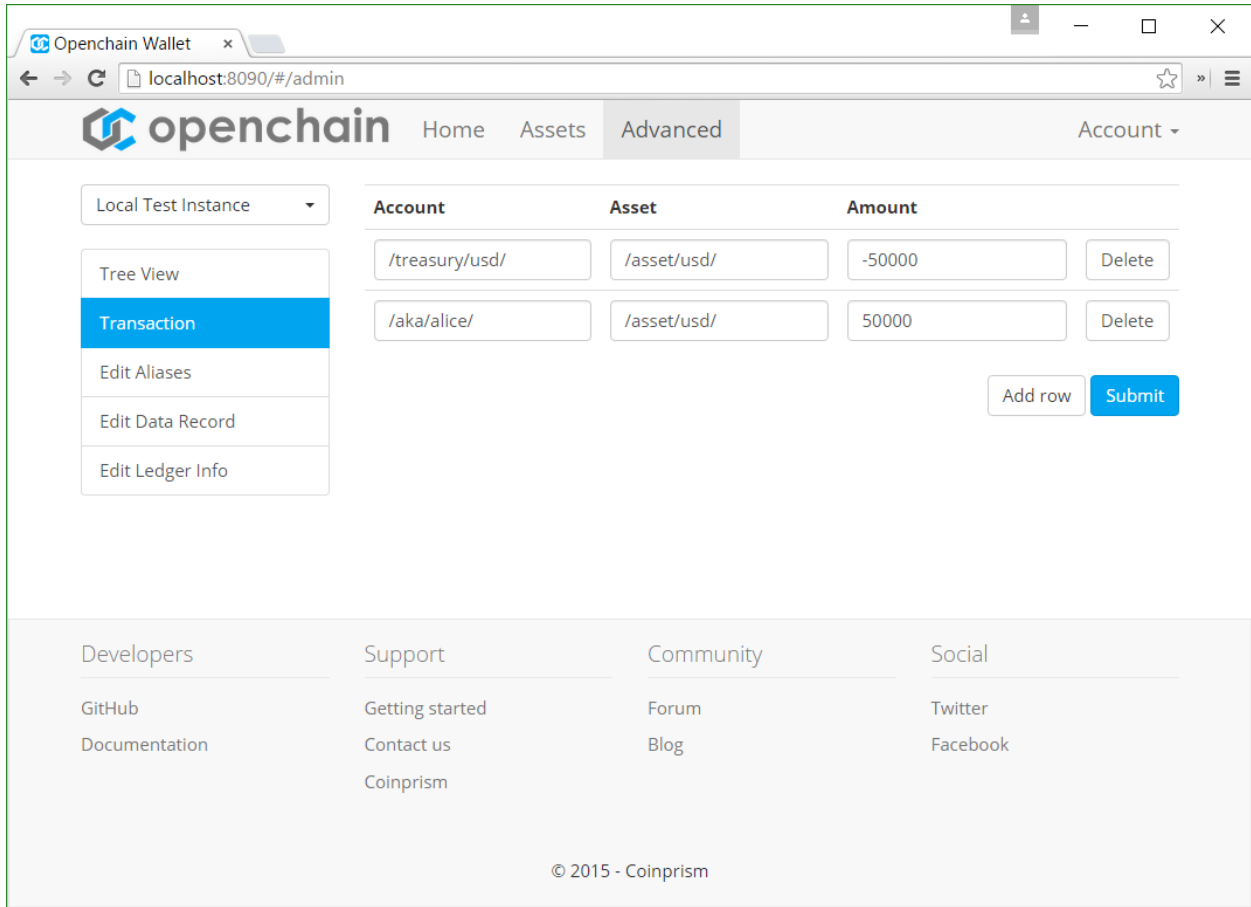 Openchain Wallet
localhost:8090/#/admin
openchain Home Assets Advanced Account
Local Test Instance
Tree View
Transaction
Edit Aliases
Edit Data Record
Edit Ledger Info
Account Asset Amount
/treasury/usd/ /asset/usd/ -50000 Delete
/aka/alice/ /asset/usd/ 50000 Delete
Add row Submit
Developers Support Community Social
GitHub Getting started Forum Twitter
Documentation Contact us Blog Facebook
Coinprism
© 2015 - Coinprism